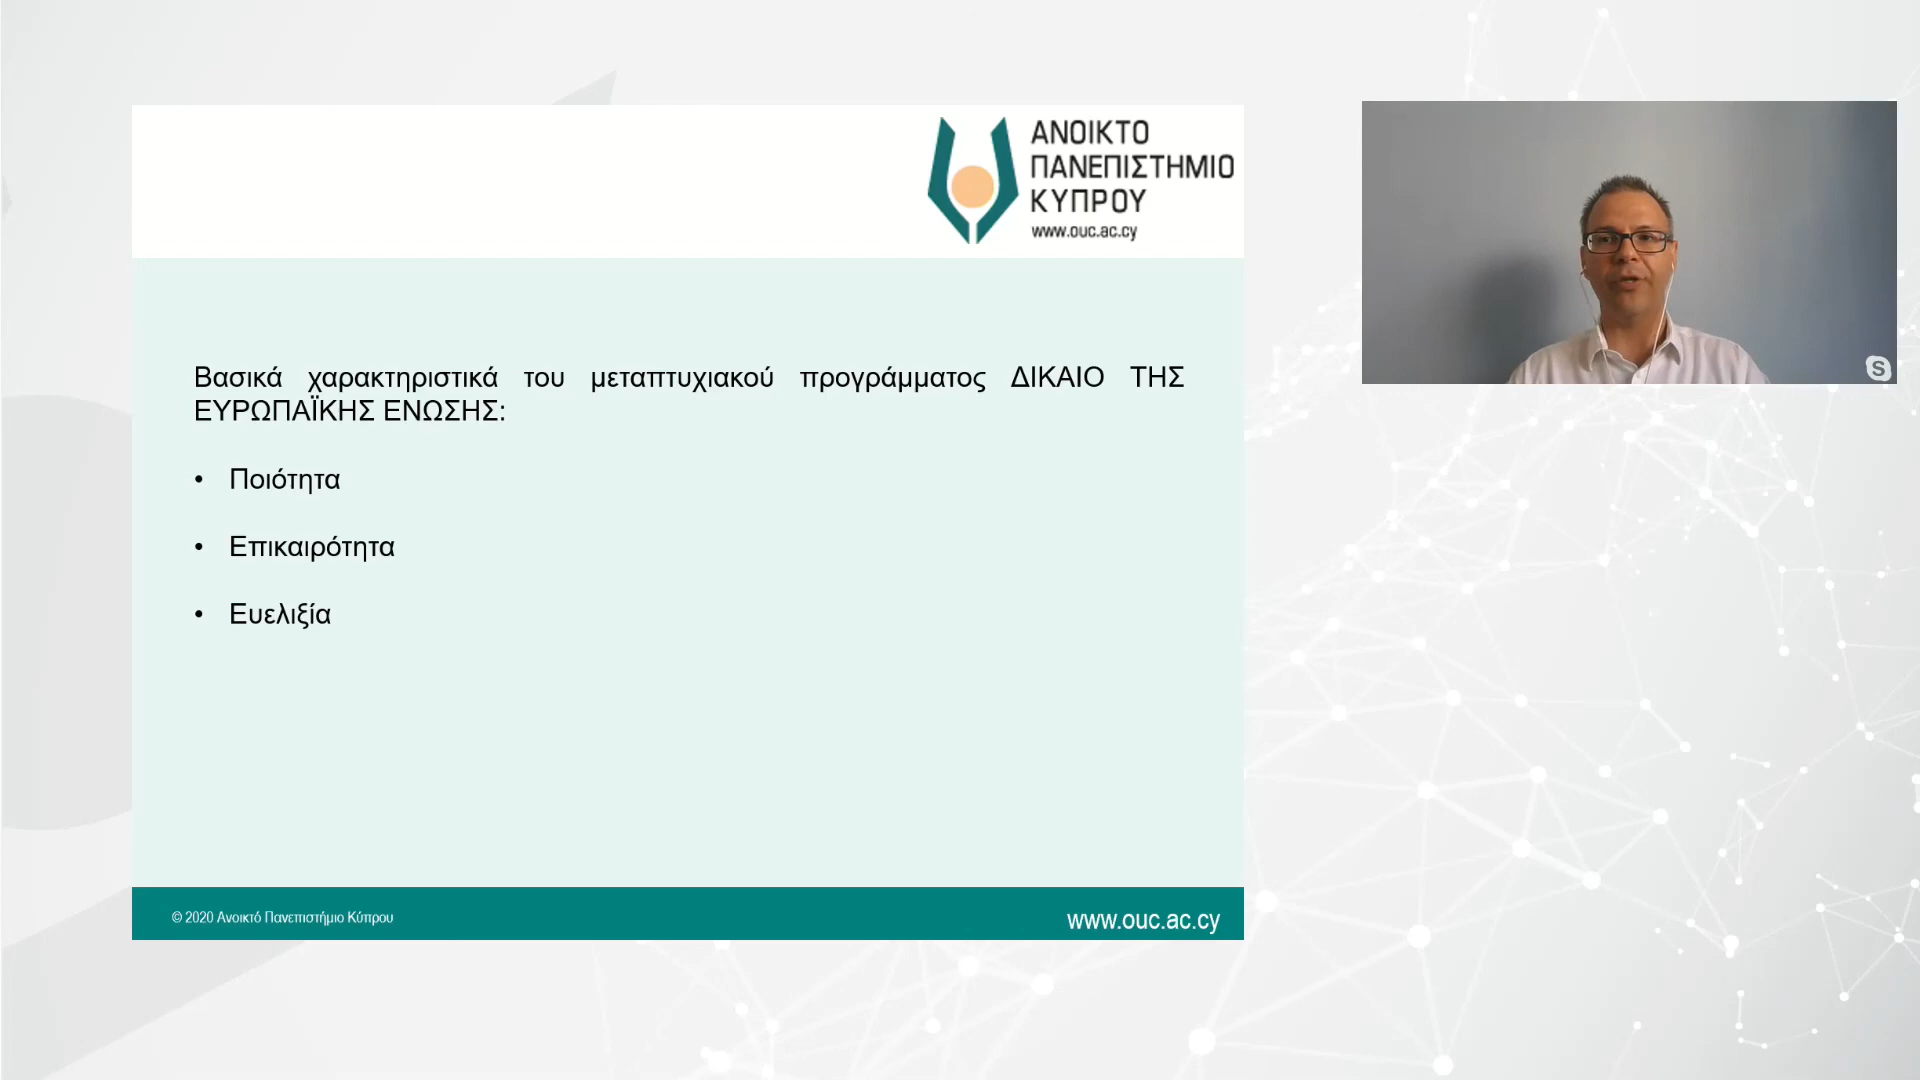 ΑΝΟΙΚΤΟ
ΠΑΝΕΠΙΣΤΗΜΙΟ
ΚΥΠΡΟΥ
www.ouc.ac.cy
Βασικά χαρακτηριστικά του μεταπτυχιακού προγράμματος ΔΙΚΑΙΟ ΤΗΣ
ΕΥΡΩΠΑΪΚΗΣ ΕΝΩΣΗΣ:
• Ποιότητα
• Επικαιρότητα
• Ευελιξία
© 2020 Ανοικτό Πανεπιστήμιο Κύπρου
www.ouc.ac.cy
S